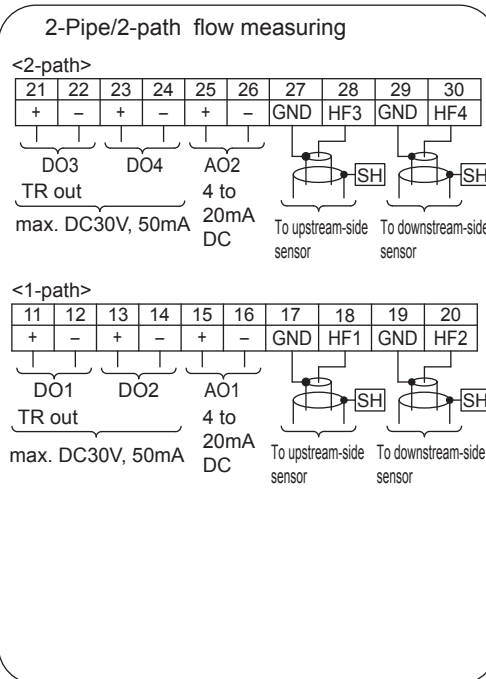 2-Pipe/2-path flow measuring
<2-path>
21 22 23 24 25 26 27 28 29 30
+ – + – + – GND HF3 GND HF4
DO3 DO4 AO2 SH SH
TR out 4 to
max. DC30V, 50mA 20mA
DC
To upstream-side To downstream-side
sensor sensor
<1-path>
11 12 13 14 15 16 17 18 19 20
+ – + – + – GND HF1 GND HF2
DO1 DO2 AO1 SH SH
TR out 4 to
max. DC30V, 50mA 20mA
DC
To upstream-side To downstream-side
sensor sensor